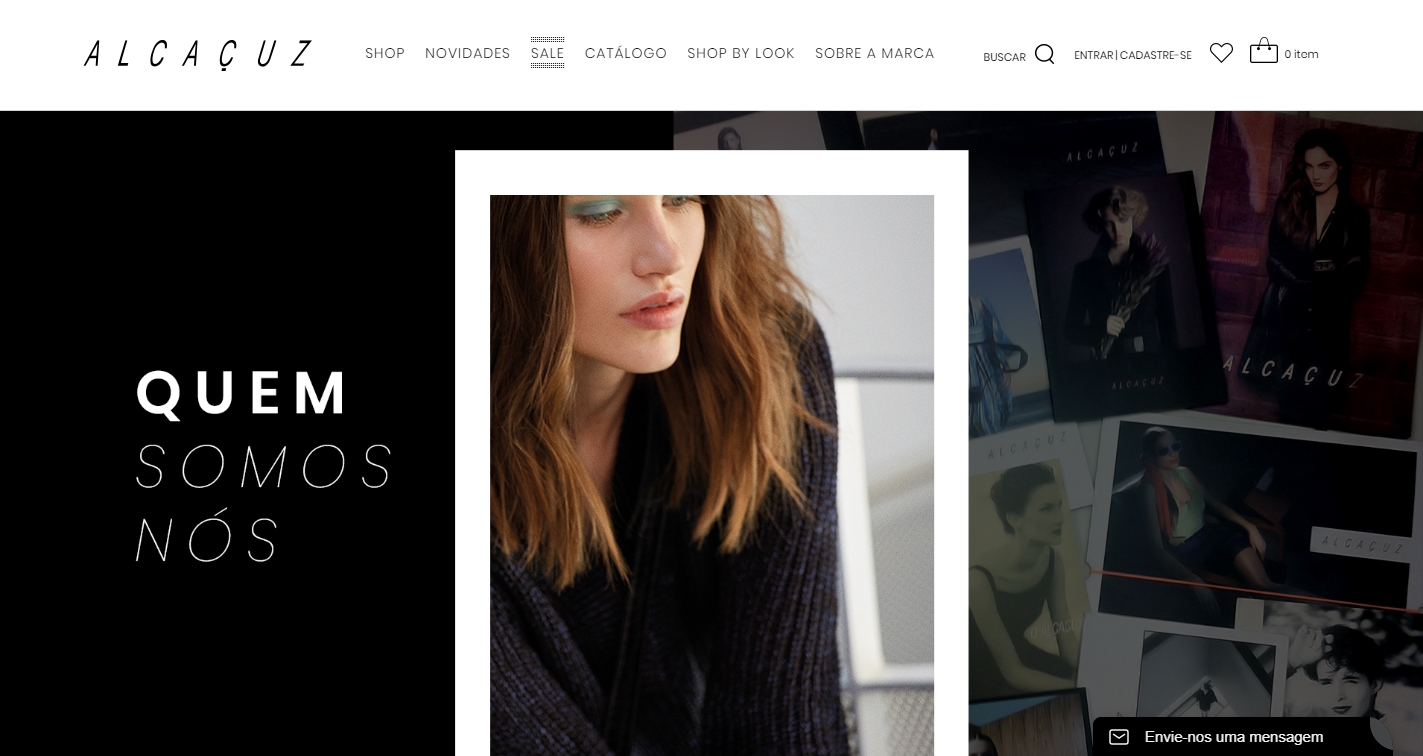 ALCAÇUZ
SHOP NOVIDADES SALE CATÁLOGO SHOP BY LOOK SOBRE A MARCA
BUSCAR ENTRAR | CADASTRE-SE 0 item
QUEM
SOMOS
NÓS
ALCAÇUZ
ALCAÇUZ
ALCAÇUZ
ALCAÇUZ
ALCAÇUZ
ALCAÇUZ
Envie-nos uma mensagem